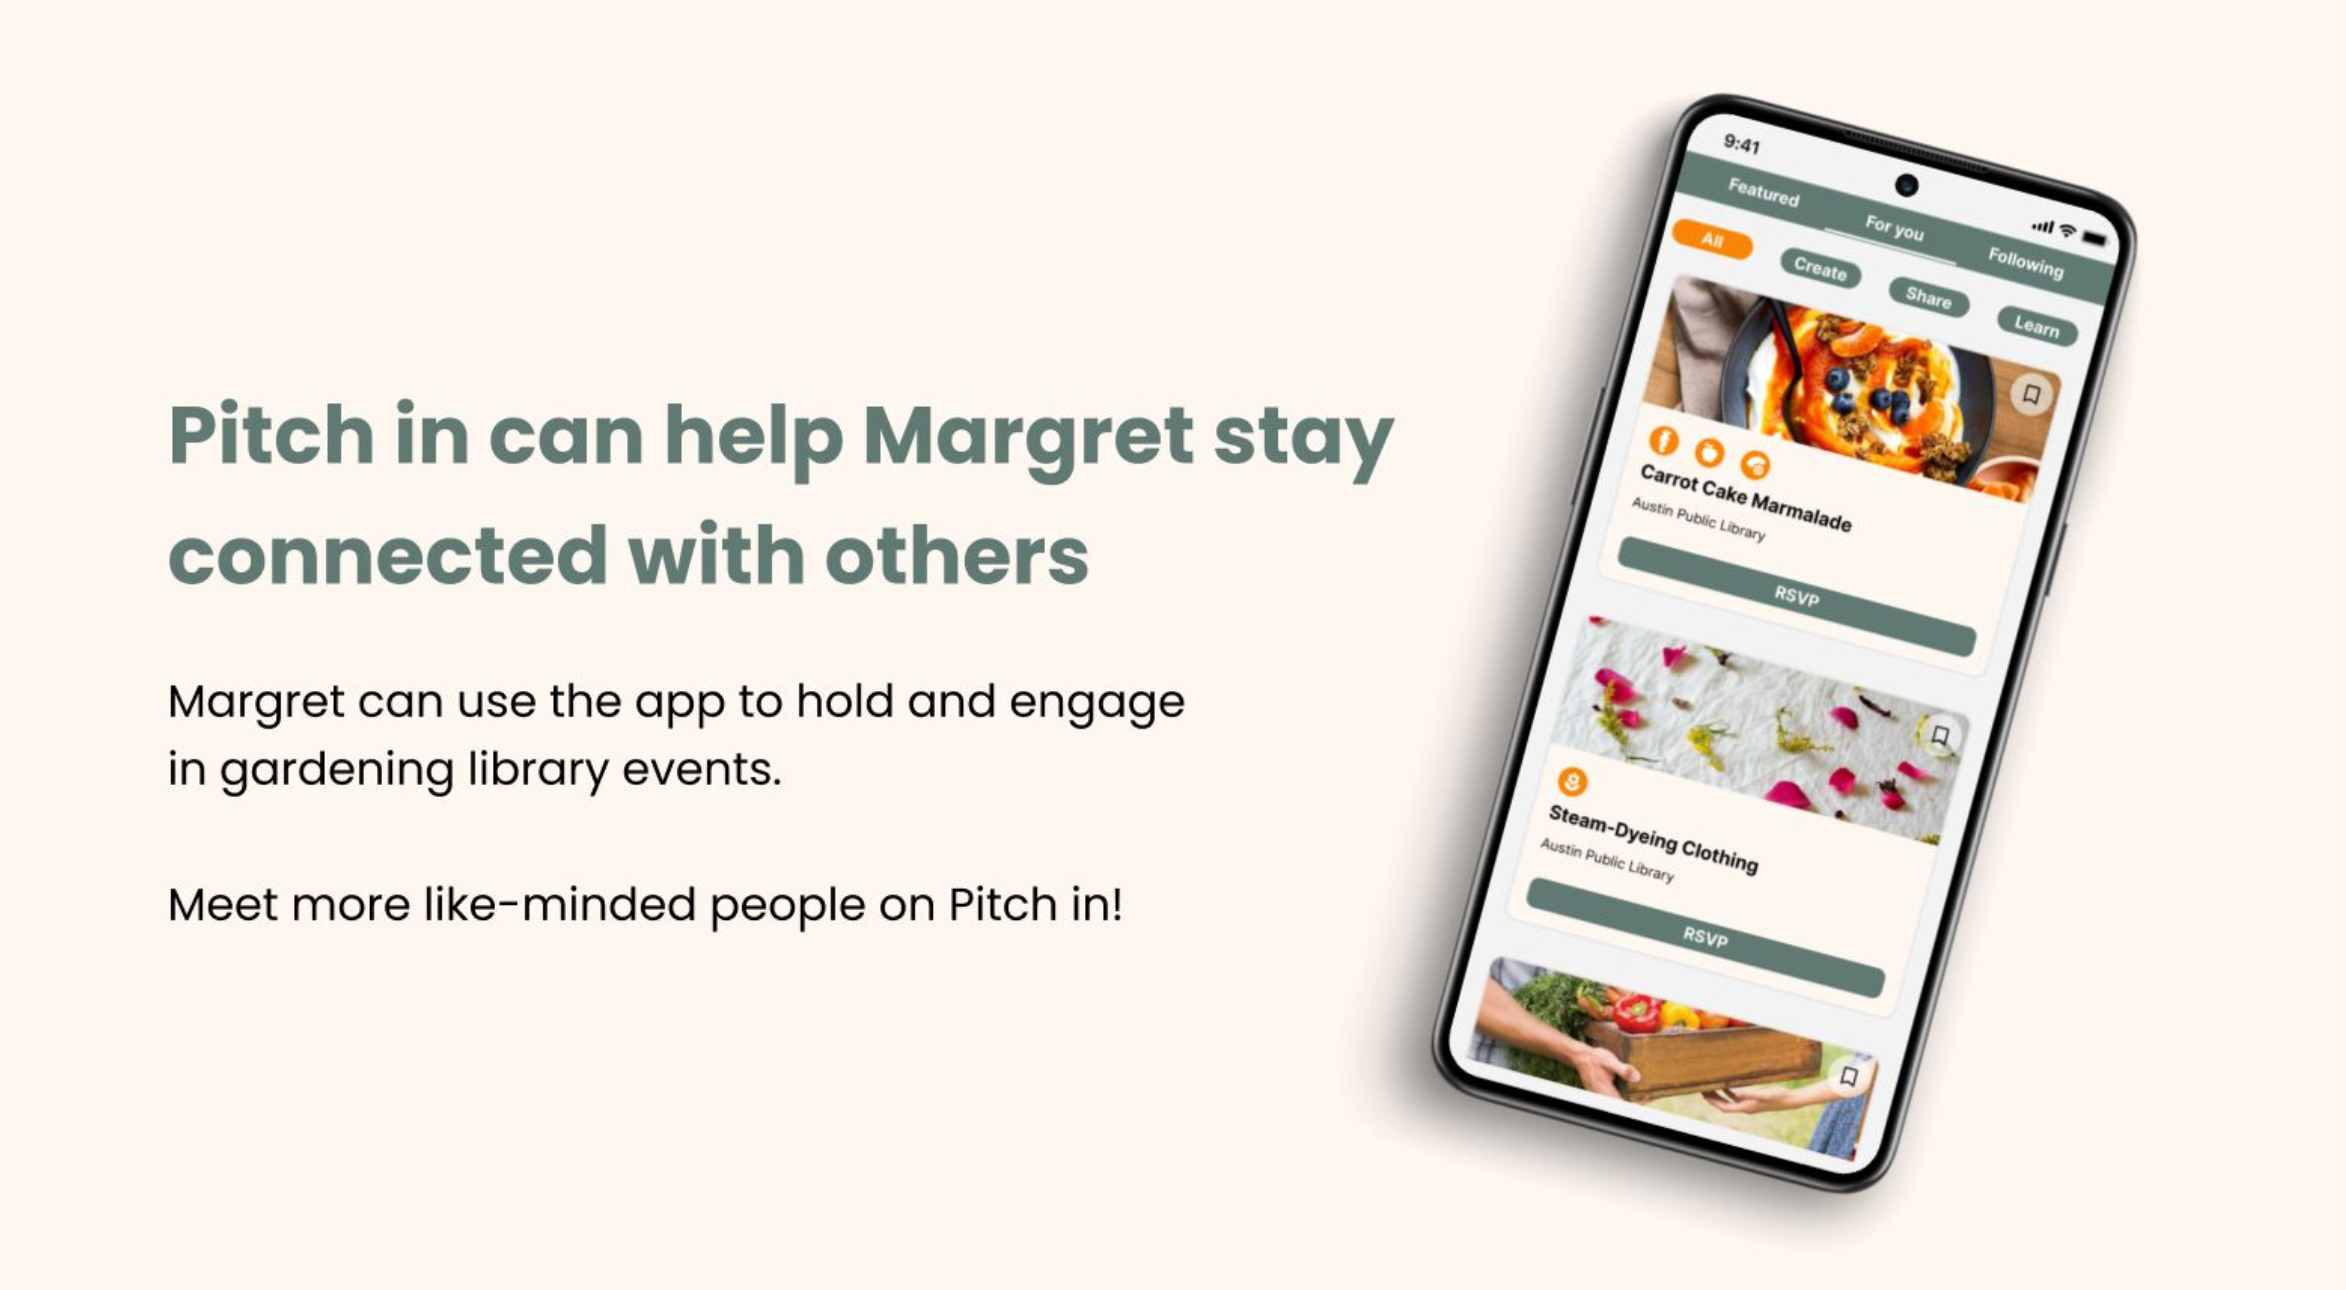 Pitch in can help Margret stay
connected with others
Margret can use the app to hold and engage
in gardening library events.
Meet more like-minded people on Pitch in!
9:41
Featured
For you
Following
All
Create
Share
Learn
Carrot Cake Marmalade
Austin Public Library
RSVP
Steam-Dyeing Clothing
Austin Public Library
RSVP